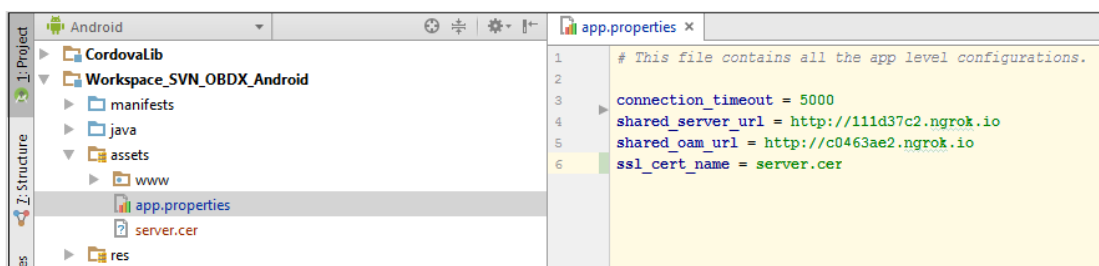 Android
app.properties
1: Project
CordovaLib
Workspace_SVN_OBDX_Android
manifests
java
assets
www
app.properties
server.cer
res
7: Structure
1 # This file contains all the app level configurations.
2
3 connection_timeout = 5000
4 shared_server_url = http://111d37c2.ngrok.io
5 shared_oam_url = http://c0463ae2.ngrok.io
6 ssl_cert_name = server.cer